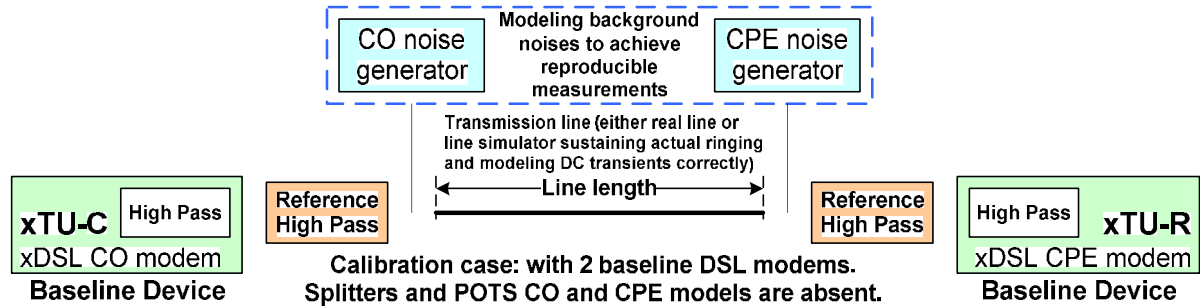 CO noise
generator
Modeling background
noises to achieve
reproducible
measurements
CPE noise
generator
Transmission line (either real line or
line simulator sustaining actual ringing
and modeling DC transients correctly)
Line length
xTU-C
High Pass
xDSL CO modem
Baseline Device
Reference
High Pass
Reference
High Pass
High Pass
xTU-R
xDSL CPE modem
Baseline Device
Calibration case: with 2 baseline DSL modems.
Splitters and POTS CO and CPE models are absent.